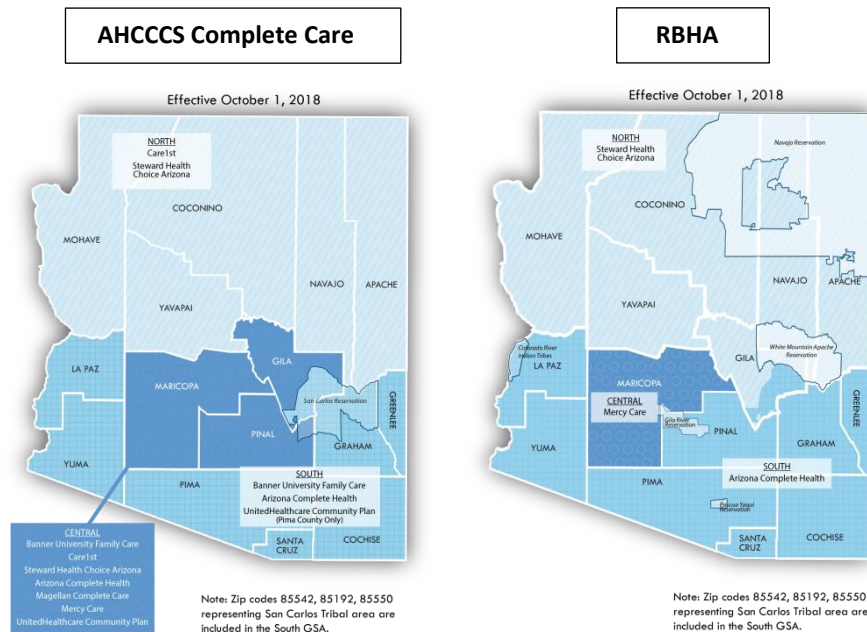 AHCCCS Complete Care
Effective October 1, 2018
NORTH
Care1st
Steward Health
Choice Arizona
COCONINO
MOHAVE
NAVAJO
APACHE
YAVAPAI
GILA
LA PAZ
MARICOPA
San Carlos Reservation
GREENLEE
PINAL
GRAHAM
YUMA
PIMA
SOUTH
Banner University Family Care
Arizona Complete Health
UnitedHealthcare Community Plan
(Pima County Only)
SANTA
CRUZ
COCHISE
CENTRAL
Banner University Family Care
Care1st
Steward Health Choice Arizona
Arizona Complete Health
Magellan Complete Care
Mercy Care
UnitedHealthcare Community Plan
Note: Zip codes 85542, 85192, 85550
representing San Carlos Tribal area are
included in the South GSA.
RBHA
Effective October 1, 2018
NORTH
Steward Health
Choice Arizona
Navajo Reservation
COCONINO
MOHAVE
NAVAJO
APACHE
YAVAPAI
White Mountain Apache
Reservation
Colorado River
Indian Tribes
LA PAZ
GILA
MARICOPA
CENTRAL
Mercy Care
Gila River
Reservation
PINAL
GREENLEE
GRAHAM
YUMA
SOUTH
Arizona Complete Health
PIMA
Pascua Yaqui
Reservation
SANTA
CRUZ
COCHISE
Note: Zip codes 85542, 85192, 85550
representing San Carlos Tribal area are
included in the South GSA.